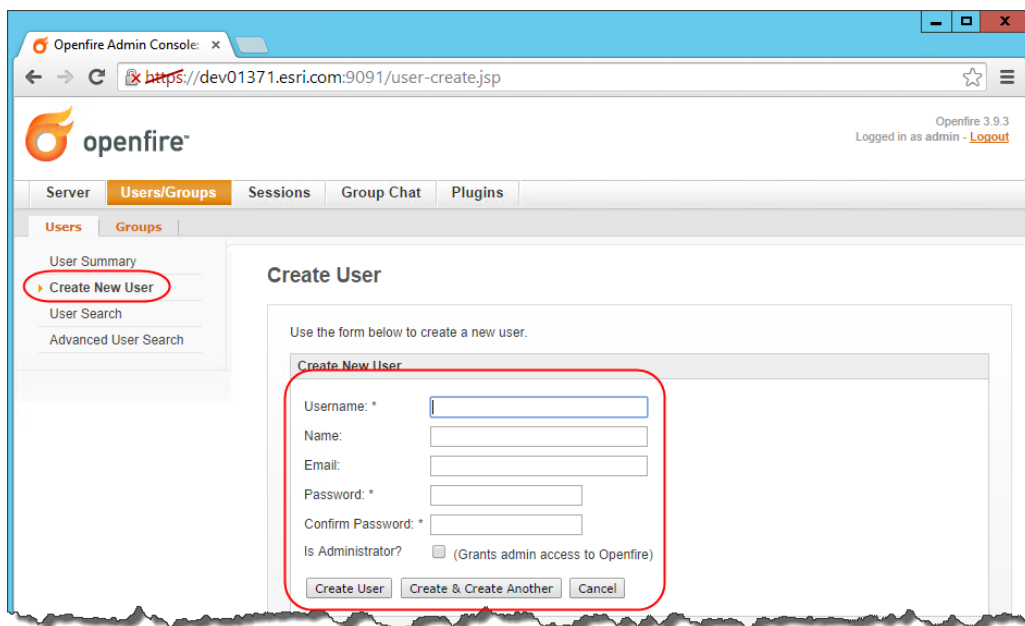 Openfire Admin Console:
https://dev01371.esri.com:9091/user-create.jsp
openfire™
Openfire 3.9.3
Logged in as admin - Logout
Server Users/Groups Sessions Group Chat Plugins
Users Groups
User Summary
Create New User
User Search
Advanced User Search
Create User
Use the form below to create a new user.
Create New User
Username: *
Name:
Email:
Password: *
Confirm Password: *
Is Administrator? (Grants admin access to Openfire)
Create User Create & Create Another Cancel